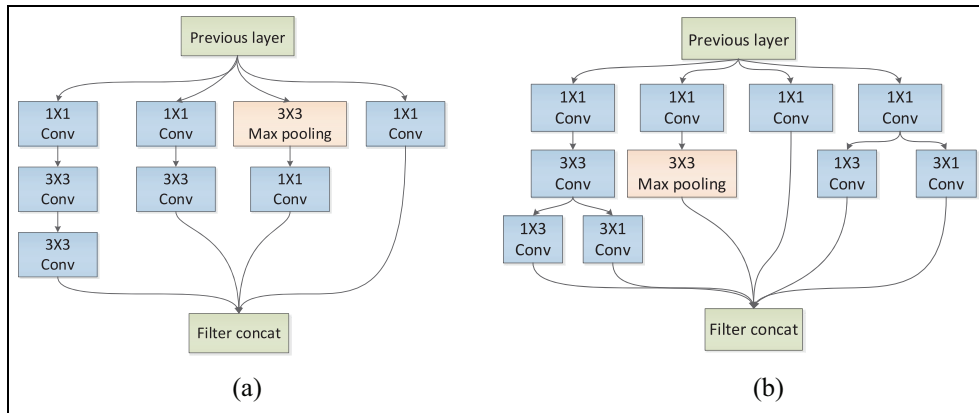 Previous layer
1X1
Conv
1X1
Conv
3X3
Max pooling
1X1
Conv
3X3
Conv
3X3
Conv
1X1
Conv
3X3
Conv
Filter concat
(a)
Previous layer
1X1
Conv
1X1
Conv
1X1
Conv
1X1
Conv
3X3
Conv
3X3
Max pooling
1X3
Conv
3X1
Conv
1X3
Conv
3X1
Conv
Filter concat
(b)